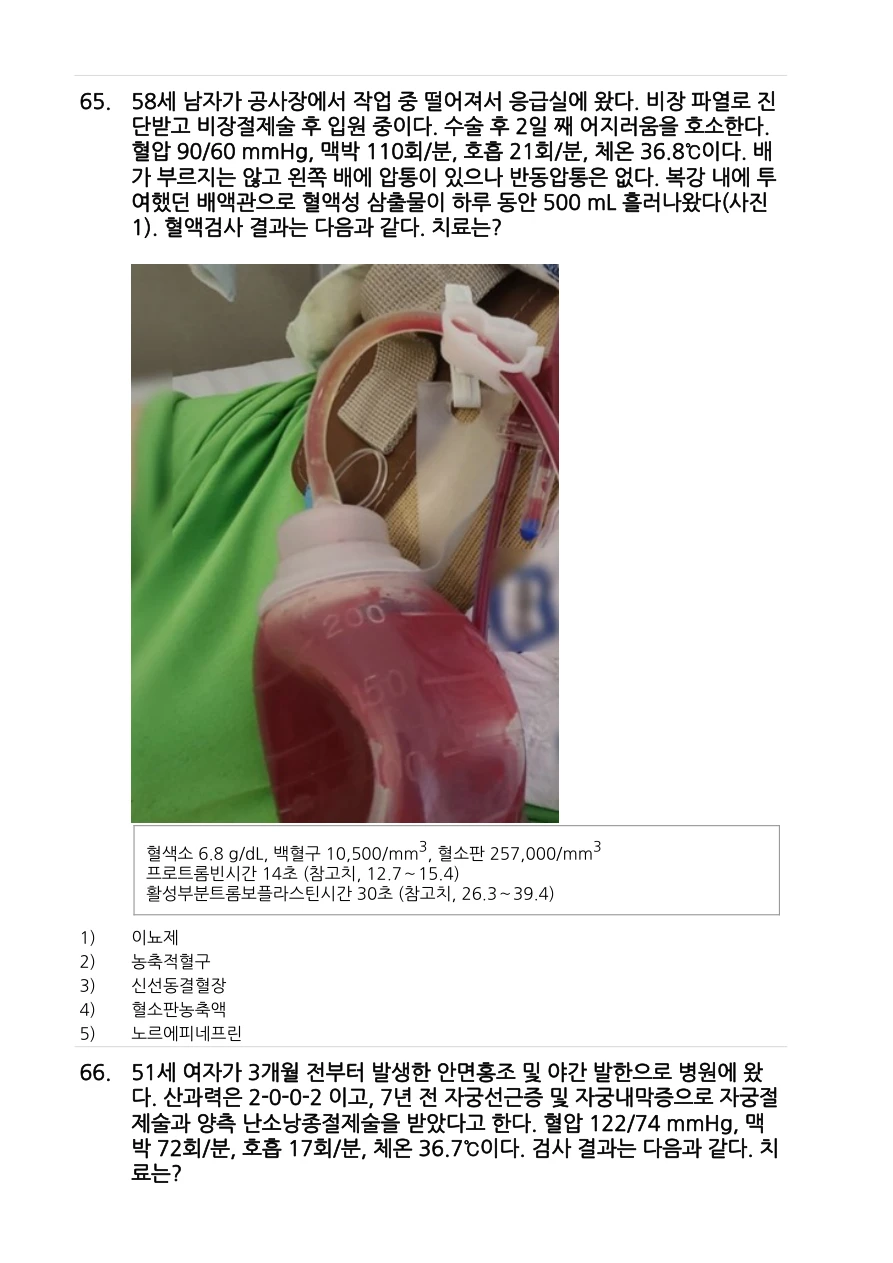 65. 58세 남자가 공사장에서 작업 중 떨어져서 응급실에 왔다. 비장 파열로 진
단받고 비장절제술 후 입원 중이다. 수술 후 2일 째 어지러움을 호소한다.
혈압 90/60 mmHg, 맥박 110회/분, 호흡 21회/분, 체온 36.8℃이다. 배
가 부르지는 않고 왼쪽 배에 압통이 있으나 반동압통은 없다. 복강 내에 투
여했던 배액관으로 혈액성 삼출물이 하루 동안 500 mL 흘러나왔다(사진
1). 혈액검사 결과는 다음과 같다. 치료는?
200
150
혈색소 6.8 g/dL, 백혈구 10,500/mm³, 혈소판 257,000/mm³
프로트롬빈시간 14초 (참고치, 12.7~15.4)
활성부분트롬보플라스틴시간 30초 (참고치, 26.3~39.4)
1) 이뇨제
2) 농축적혈구
3) 신선동결혈장
4) 혈소판농축액
5) 노르에피네프린
66. 51세 여자가 3개월 전부터 발생한 안면홍조 및 야간 발한으로 병원에 왔
다. 산과력은 2-0-0-2 이고, 7년 전 자궁선근증 및 자궁내막증으로 자궁절
제술과 양측 난소낭종절제술을 받았다고 한다. 혈압 122/74 mmHg, 맥
박 72회/분, 호흡 17회/분, 체온 36.7℃이다. 검사 결과는 다음과 같다. 치
료는?